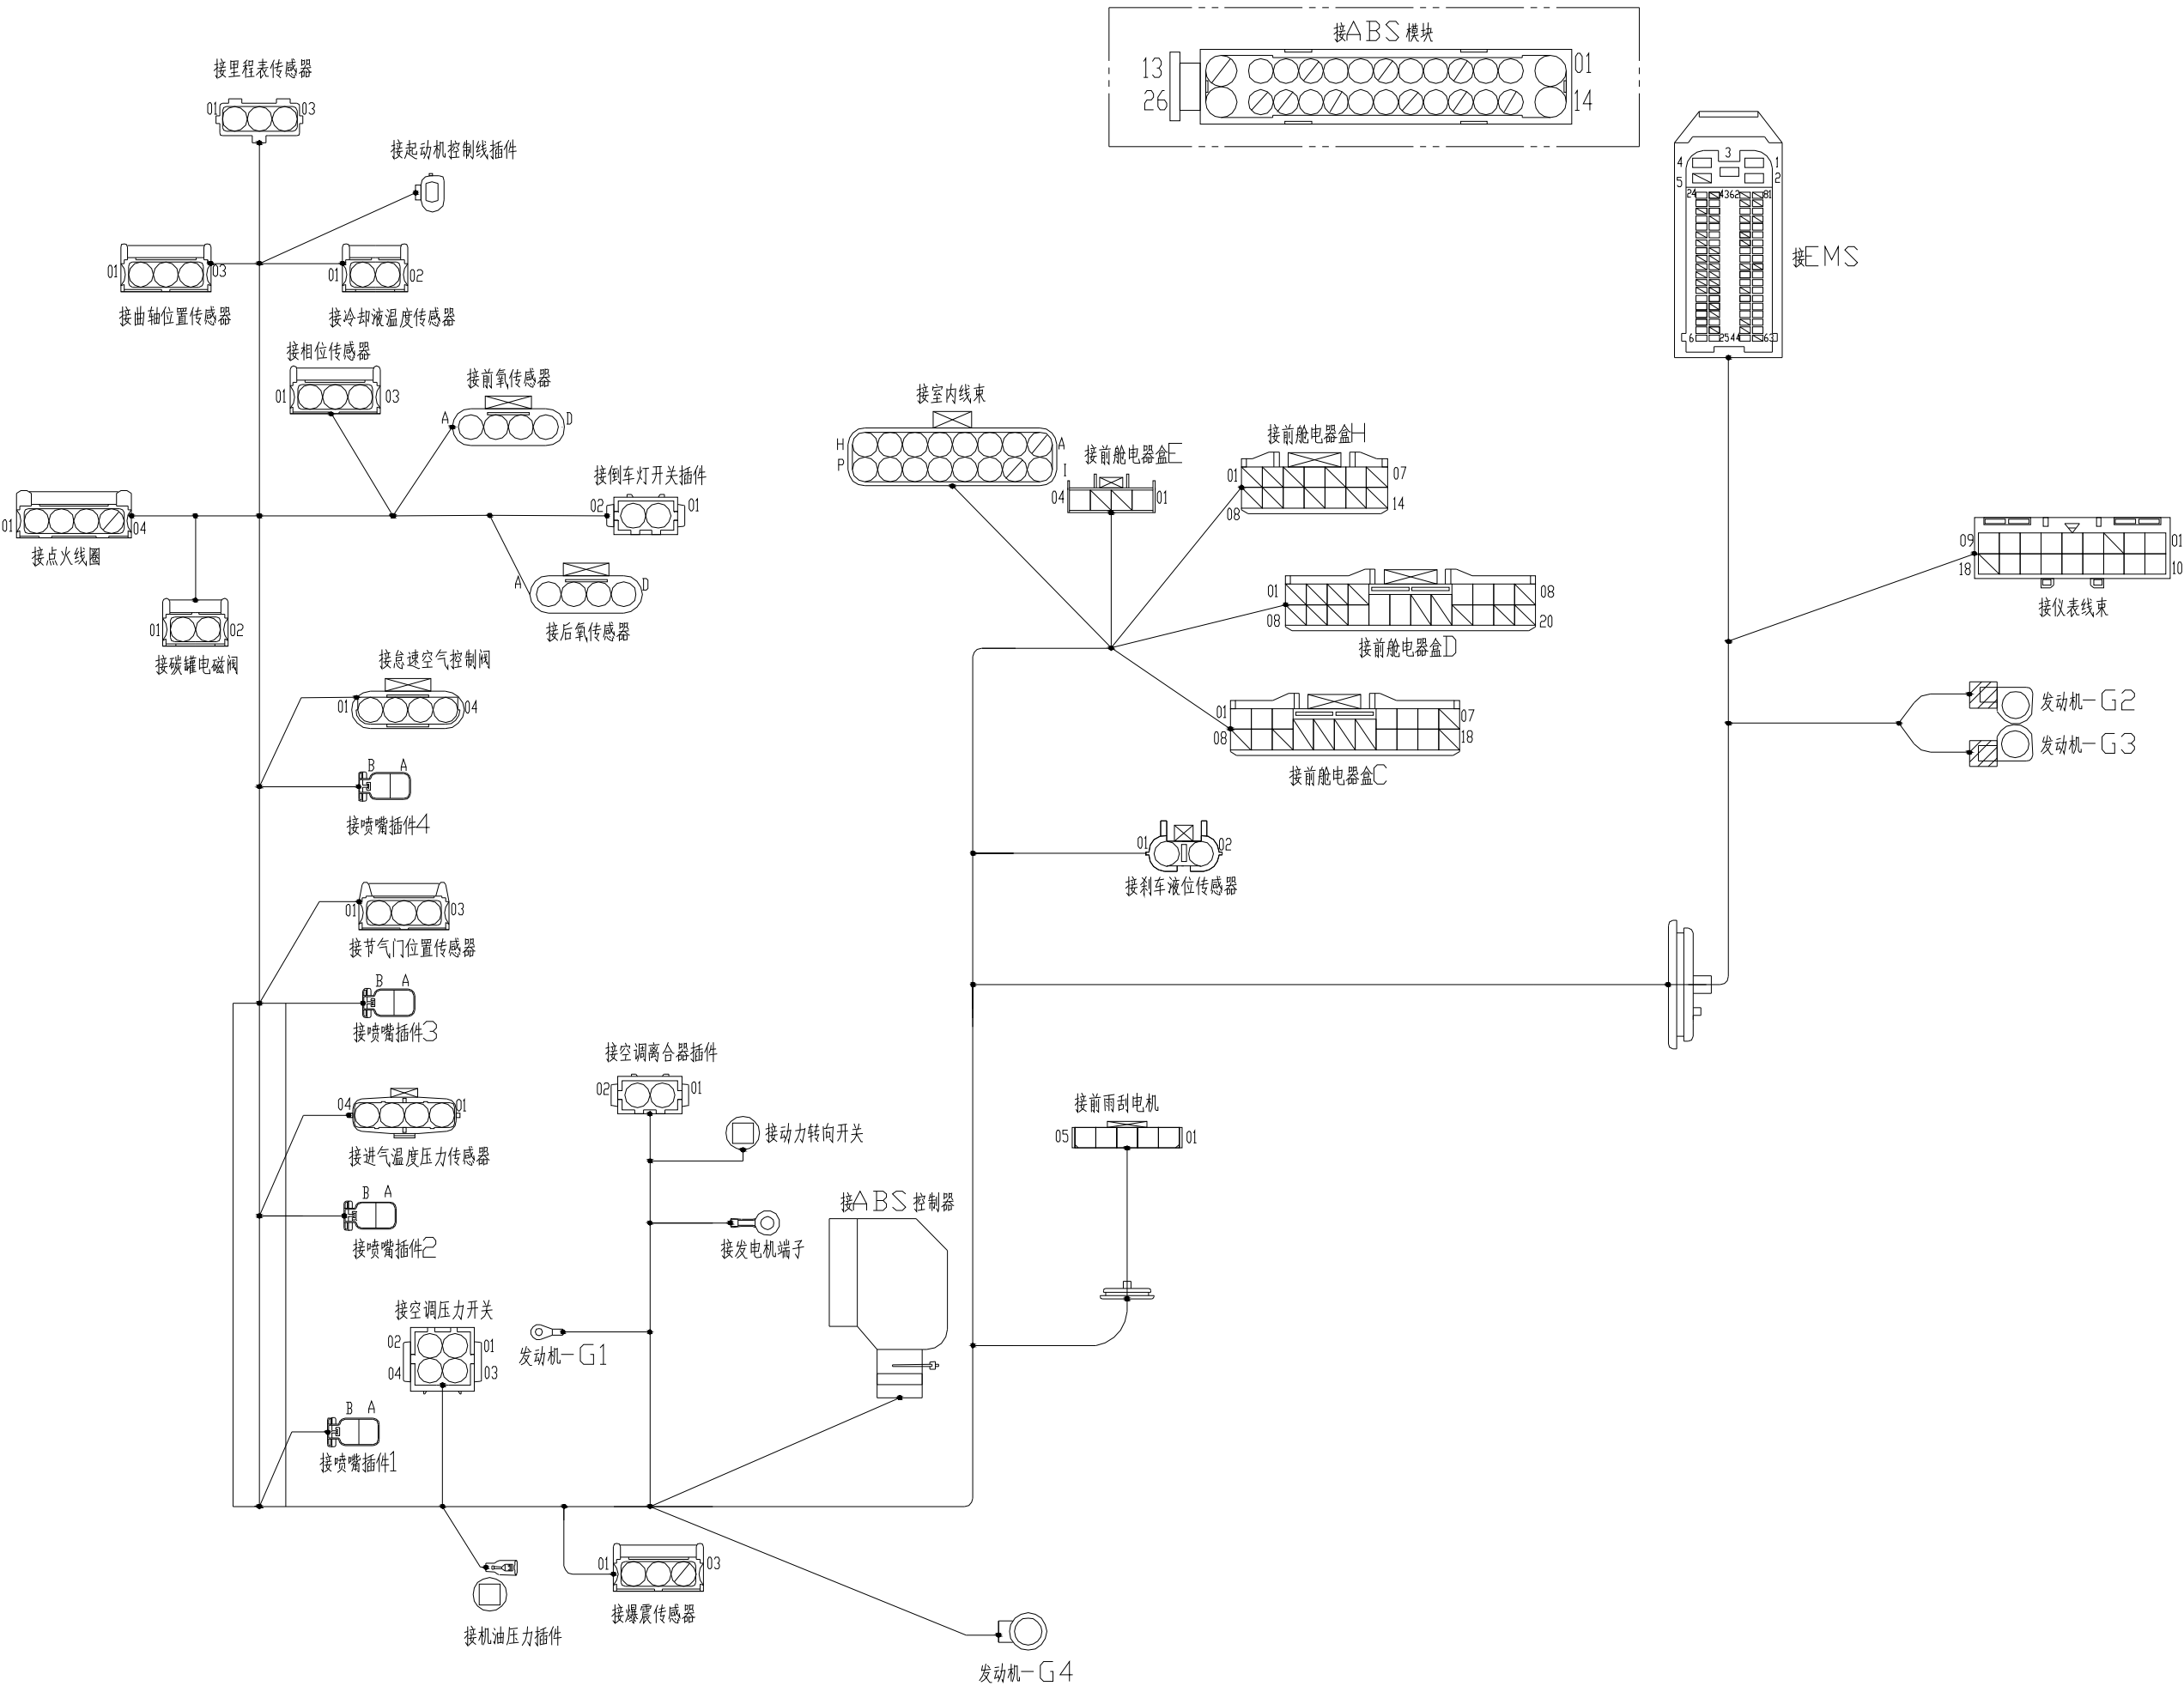 接ABS模块
13
01
26
14
接里程表传感器
01
03
接起动机控制线插件
3
4
1
5
2
24
43
62
81
接EMS
6
25
44
63
01
03
01
02
接曲轴位置传感器
接冷却液温度传感器
接相位传感器
01
03
接前氧传感器
A
D
接室内线束
H
A
P
I
接前舱电器盒E
04
01
接前舱电器盒H
01
07
08
14
接倒车灯开关插件
02
01
01
04
接点火线圈
09
01
18
10
接仪表线束
A
D
接后氧传感器
01
08
08
20
接前舱电器盒D
01
02
接碳罐电磁阀
接怠速空气控制阀
01
04
01
07
08
18
接前舱电器盒C
发动机-G2
发动机-G3
B
A
接喷嘴插件4
01
02
接刹车液位传感器
01
03
接节气门位置传感器
B
A
接喷嘴插件3
接空调离合器插件
02
01
04
01
接进气温度压力传感器
接动力转向开关
接前雨刮电机
05
01
B
A
接喷嘴插件2
接发电机端子
接ABS控制器
接空调压力开关
02
01
04
03
发动机-G1
B
A
接喷嘴插件1
01
03
接爆震传感器
接机油压力插件
发动机-G4